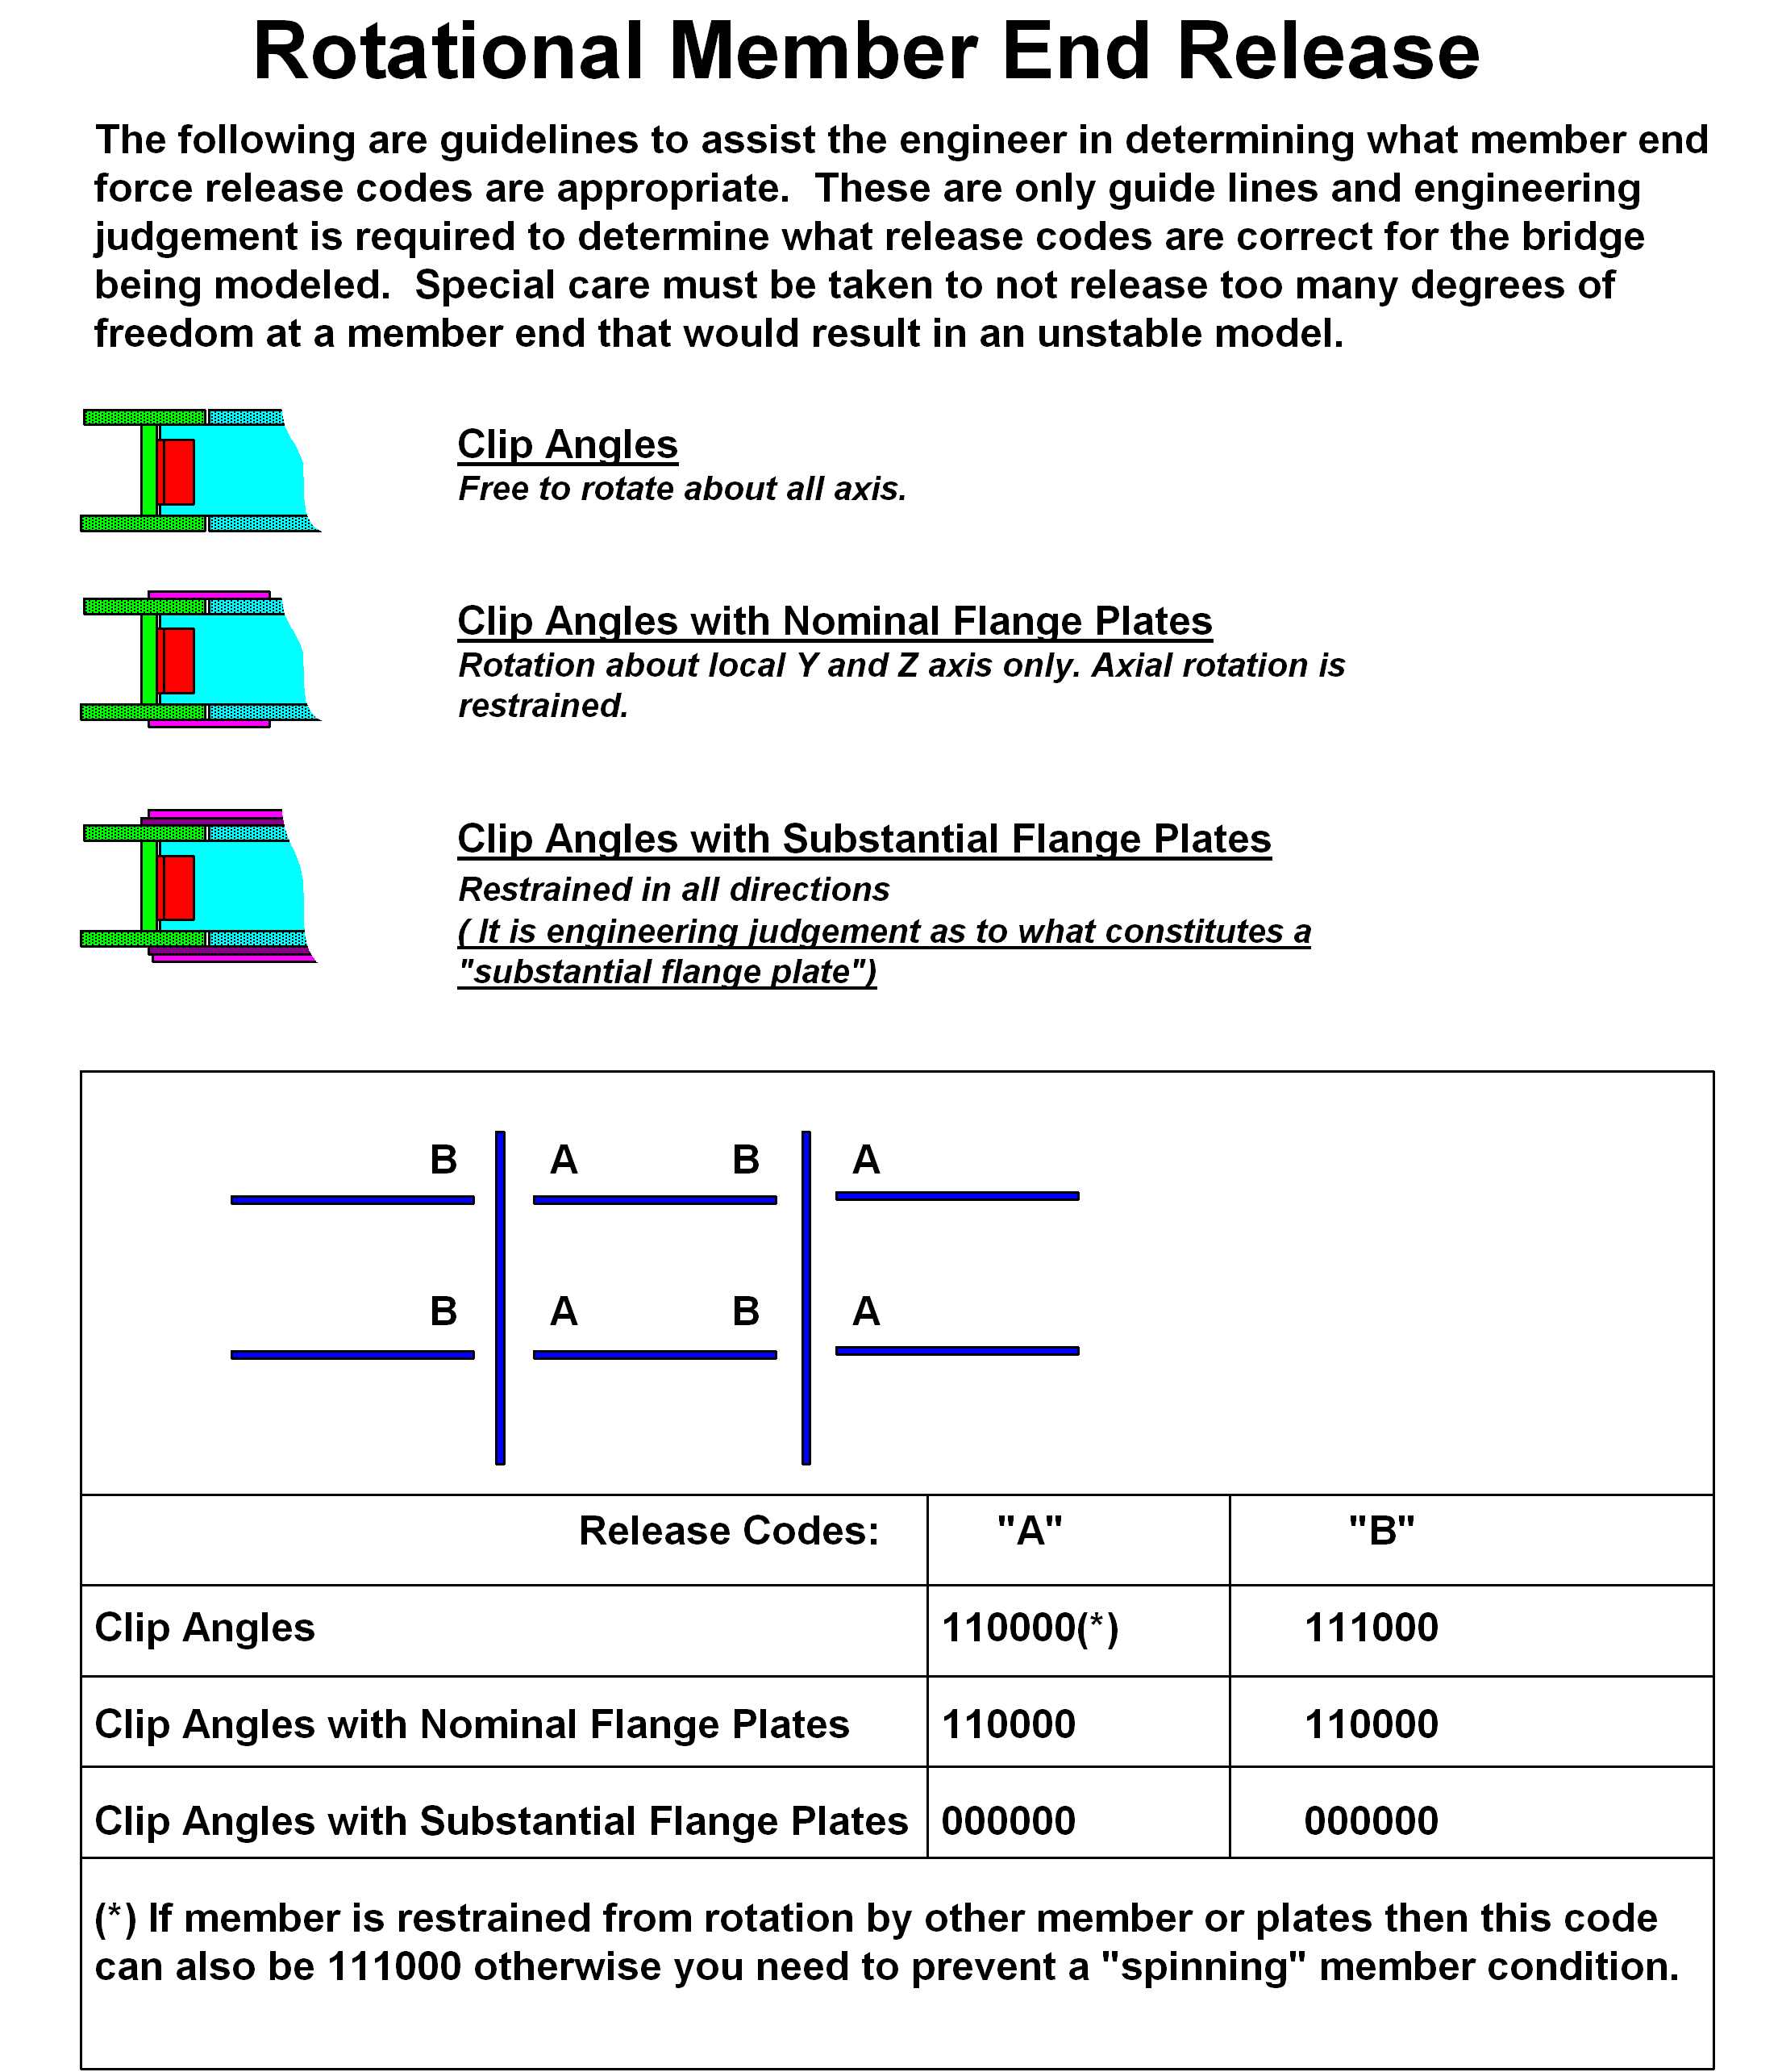 Rotational Member End Release
The following are guidelines to assist the engineer in determining what member end
force release codes are appropriate.  These are only guide lines and engineering
judgement is required to determine what release codes are correct for the bridge
being modeled.  Special care must be taken to not release too many degrees of
freedom at a member end that would result in an unstable model.
Clip Angles
Free to rotate about all axis.
Clip Angles with Nominal Flange Plates
Rotation about local Y and Z axis only. Axial rotation is
restrained.
Clip Angles with Substantial Flange Plates
Restrained in all directions
( It is engineering judgement as to what constitutes a
"substantial flange plate")
B A B A
B A B A
Release Codes: "A" "B"
Clip Angles 110000(*) 111000
Clip Angles with Nominal Flange Plates 110000 110000
Clip Angles with Substantial Flange Plates 000000 000000
(*) If member is restrained from rotation by other member or plates then this code
can also be 111000 otherwise you need to prevent a "spinning" member condition.